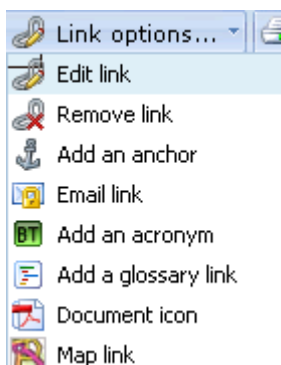 Link options...
Edit link
Remove link
Add an anchor
Email link
BT Add an acronym
Add a glossary link
Document icon
Map link